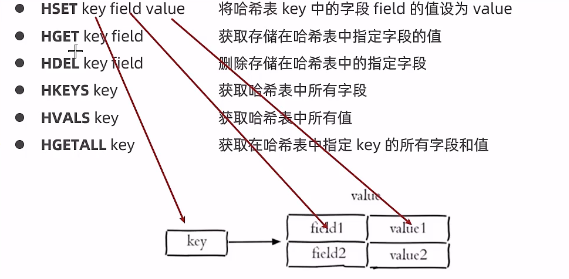 HSET key field value 将哈希表 key 中的字段 field 的值设为 value
HGET key field 获取存储在哈希表中指定字段的值
HDEL key field 删除存储在哈希表中的指定字段
HKEYS key 获取哈希表中所有字段
HVALS key 获取哈希表中所有值
HGETALL key 获取在哈希表中指定 key 的所有字段和值
value
key
field1 value1
field2 value2